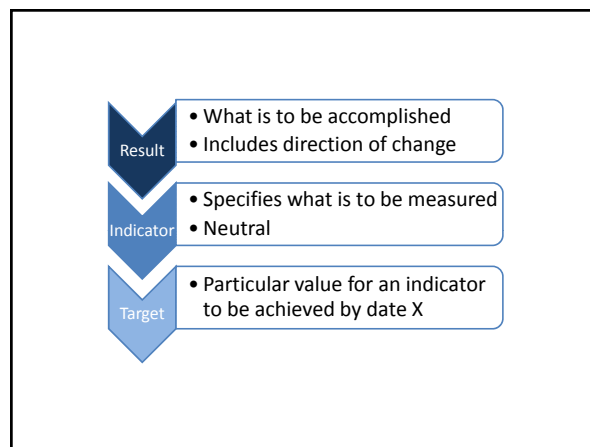 Result
• What is to be accomplished
• Includes direction of change
Indicator
• Specifies what is to be measured
• Neutral
Target
• Particular value for an indicator
to be achieved by date X